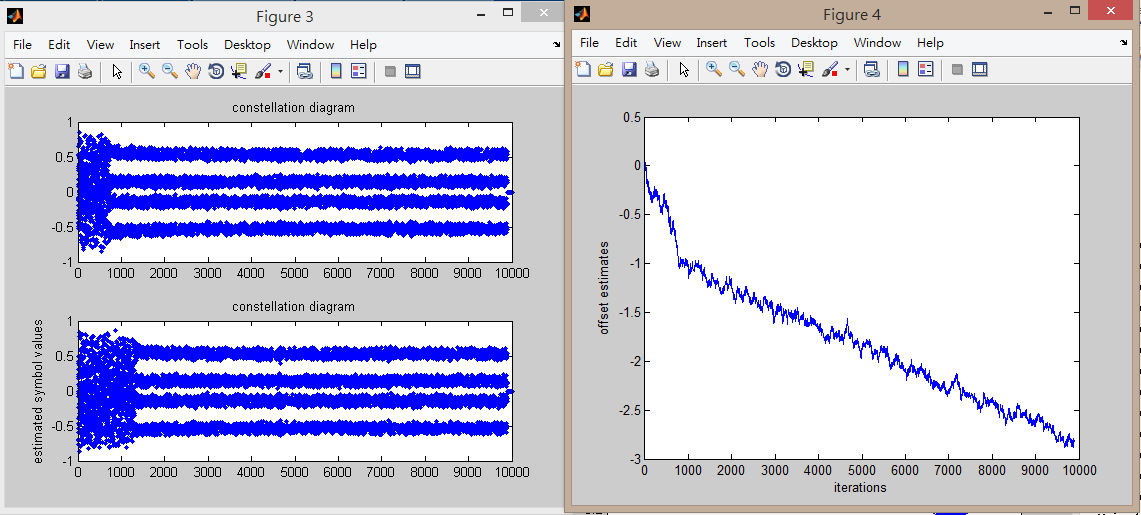 Figure 3
File Edit View Insert Tools Desktop Window Help
constellation diagram
1
0.5
0
-0.5
-1
0 1000 2000 3000 4000 5000 6000 7000 8000 9000 10000
constellation diagram
estimated symbol values
1
0.5
0
-0.5
-1
0 1000 2000 3000 4000 5000 6000 7000 8000 9000 10000
Figure 4
File Edit View Insert Tools Desktop Window Help
offset estimates
0.5
0
-0.5
-1
-1.5
-2
-2.5
-3
0 1000 2000 3000 4000 5000 6000 7000 8000 9000 10000
iterations